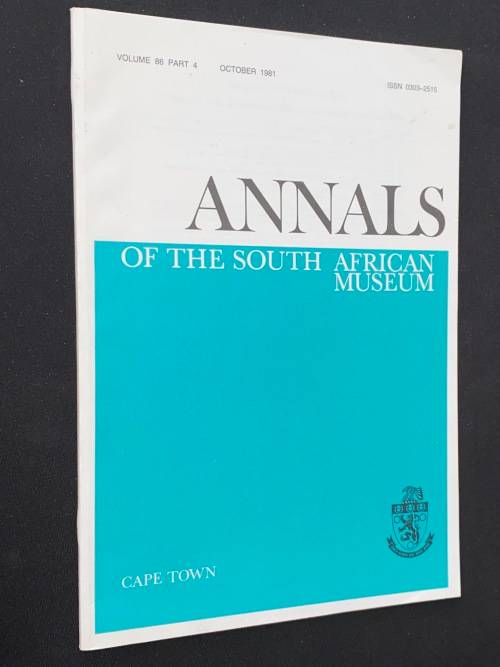 VOLUME 86 PART 4 OCTOBER 1981
ISSN 0303-2515
ANNALS
OF THE SOUTH AFRICAN
MUSEUM
CAPE TOWN